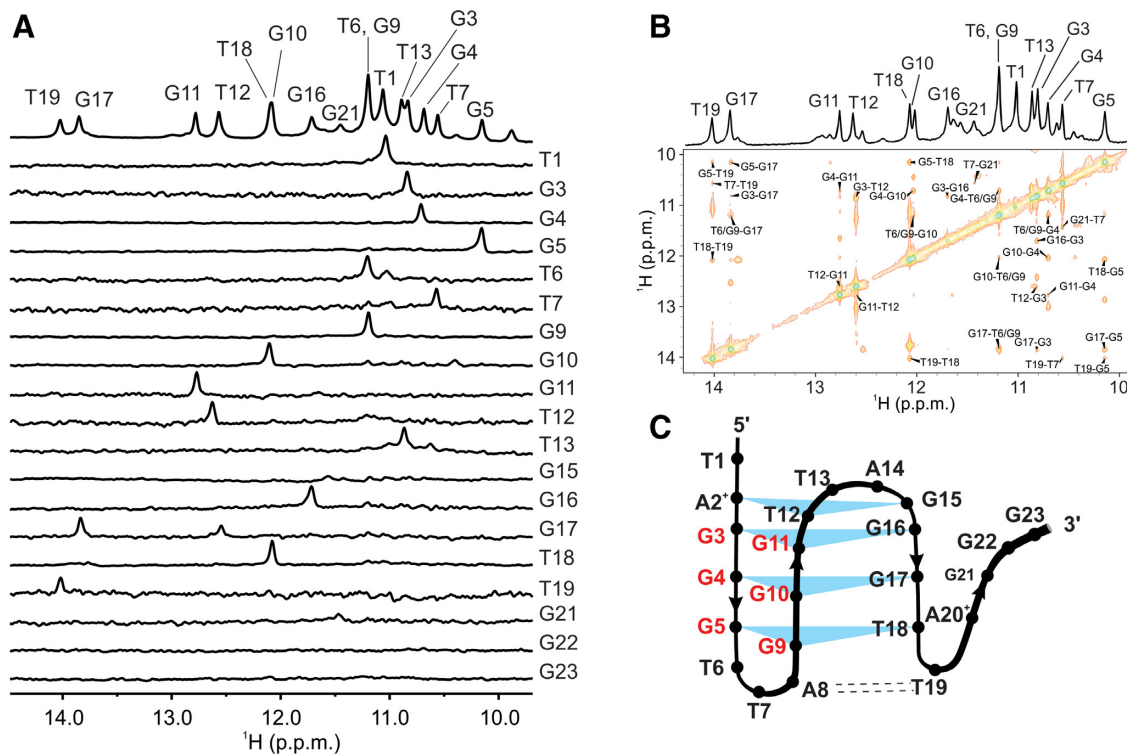 A
G10
T6, G9
G3
T18
T13
G4
T1
T19
G17
G11
T12
G16
G21
T7
G5
T1
G3
G4
G5
T6
T7
G9
G10
G11
T12
T13
G15
G16
G17
T18
T19
G21
G22
G23
14.0 13.0 12.0 11.0 10.0
¹H (p.p.m.)
B
T6,
G9
G3
T13
G4
G10
T18
T1
T7
T19
G17
G11
T12
G16
G21
G5
10
11
12
13
14
¹H (p.p.m.)
G5-G17
G5-T18
T7-G21
G5-T19
G4-G11
T7-T19
G3-T12
G3-G16
G3-G17
G4-G10
G4-T6/G9
G21-T7
T6/G9-G17
T6/G9-G10
T6/G9-G4
G16-G3
T18-T19
G10-G4
T18-G5
G10-T6/G9
T12-G11
T12-G3
G11-G4
G11-T12
G17-T6/G9
G17-G3
G17-G5
T19-T18
T19-T7
T19-G5
14 13 12 11 10
¹H (p.p.m.)
C
5'
T1
T13
A14
A2⁺
T12
G15
G23
3'
G3
G11
G16
G22
G4
G10
G17
G21
G5
G9
T18
A20⁺
T6
T7
A8
T19